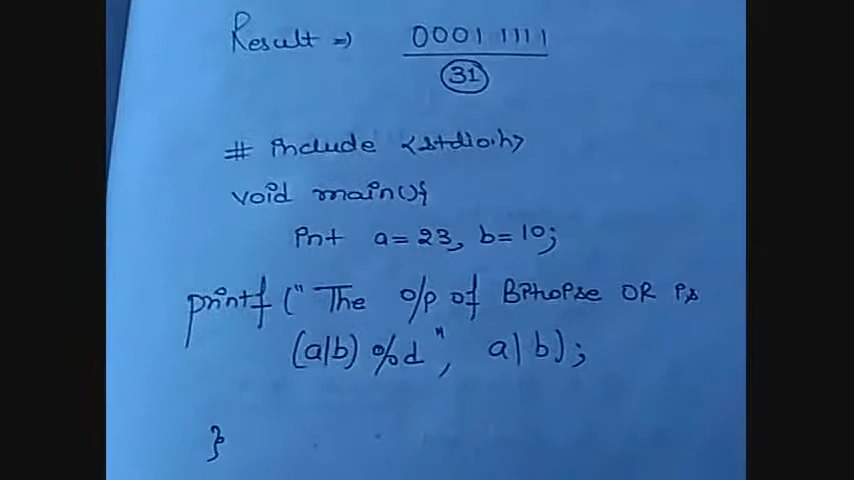 Result => 0001 1111
31
# include <stdio.h>
void main(){
int a=23, b=10;
printf (" The o/p of Bitwise OR is
(a|b) %d", a|b);
}